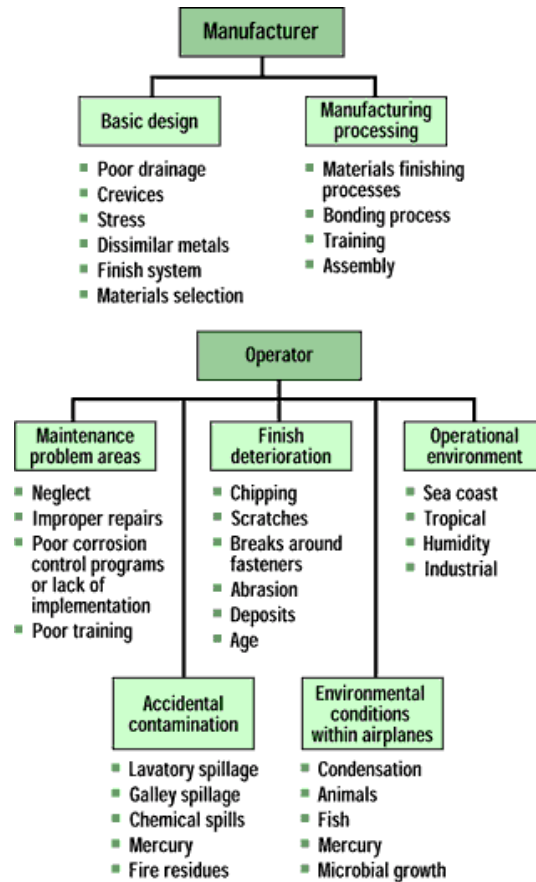 Manufacturer
Basic design
Poor drainage
Crevices
Stress
Dissimilar metals
Finish system
Materials selection
Manufacturing
processing
Materials finishing
processes
Bonding process
Training
Assembly
Operator
Maintenance
problem areas
Neglect
Improper repairs
Poor corrosion
control programs
or lack of
implementation
Poor training
Finish
deterioration
Chipping
Scratches
Breaks around
fasteners
Abrasion
Deposits
Age
Operational
environment
Sea coast
Tropical
Humidity
Industrial
Accidental
contamination
Lavatory spillage
Galley spillage
Chemical spills
Mercury
Fire residues
Environmental
conditions
within airplanes
Condensation
Animals
Fish
Mercury
Microbial growth